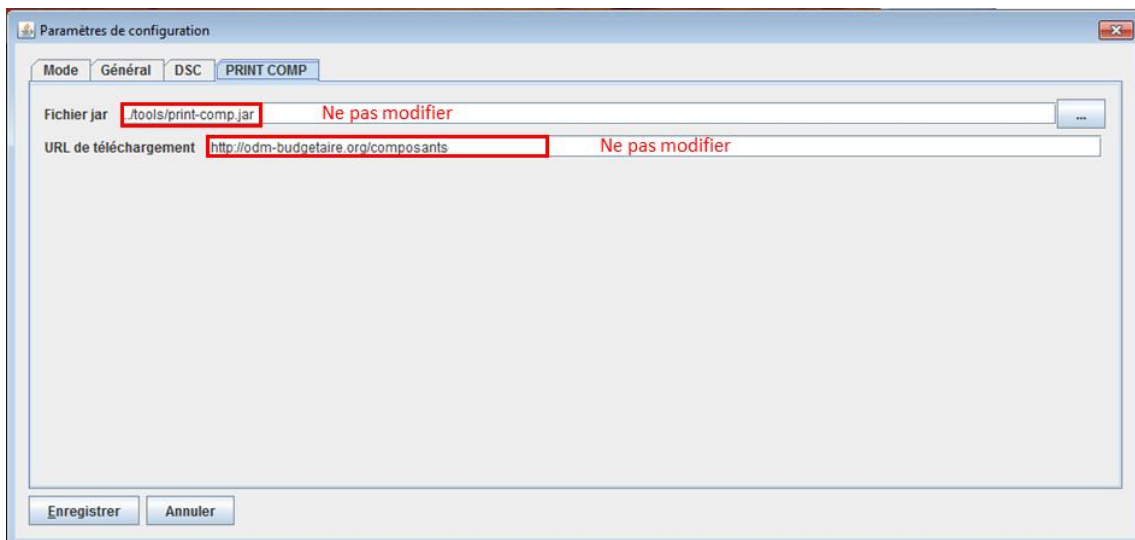 Paramètres de configuration
Mode Général DSC PRINT COMP
Fichier jar ../tools/print-comp.jar Ne pas modifier ...
URL de téléchargement http://odm-budgetaire.org/composants Ne pas modifier
Enregistrer Annuler